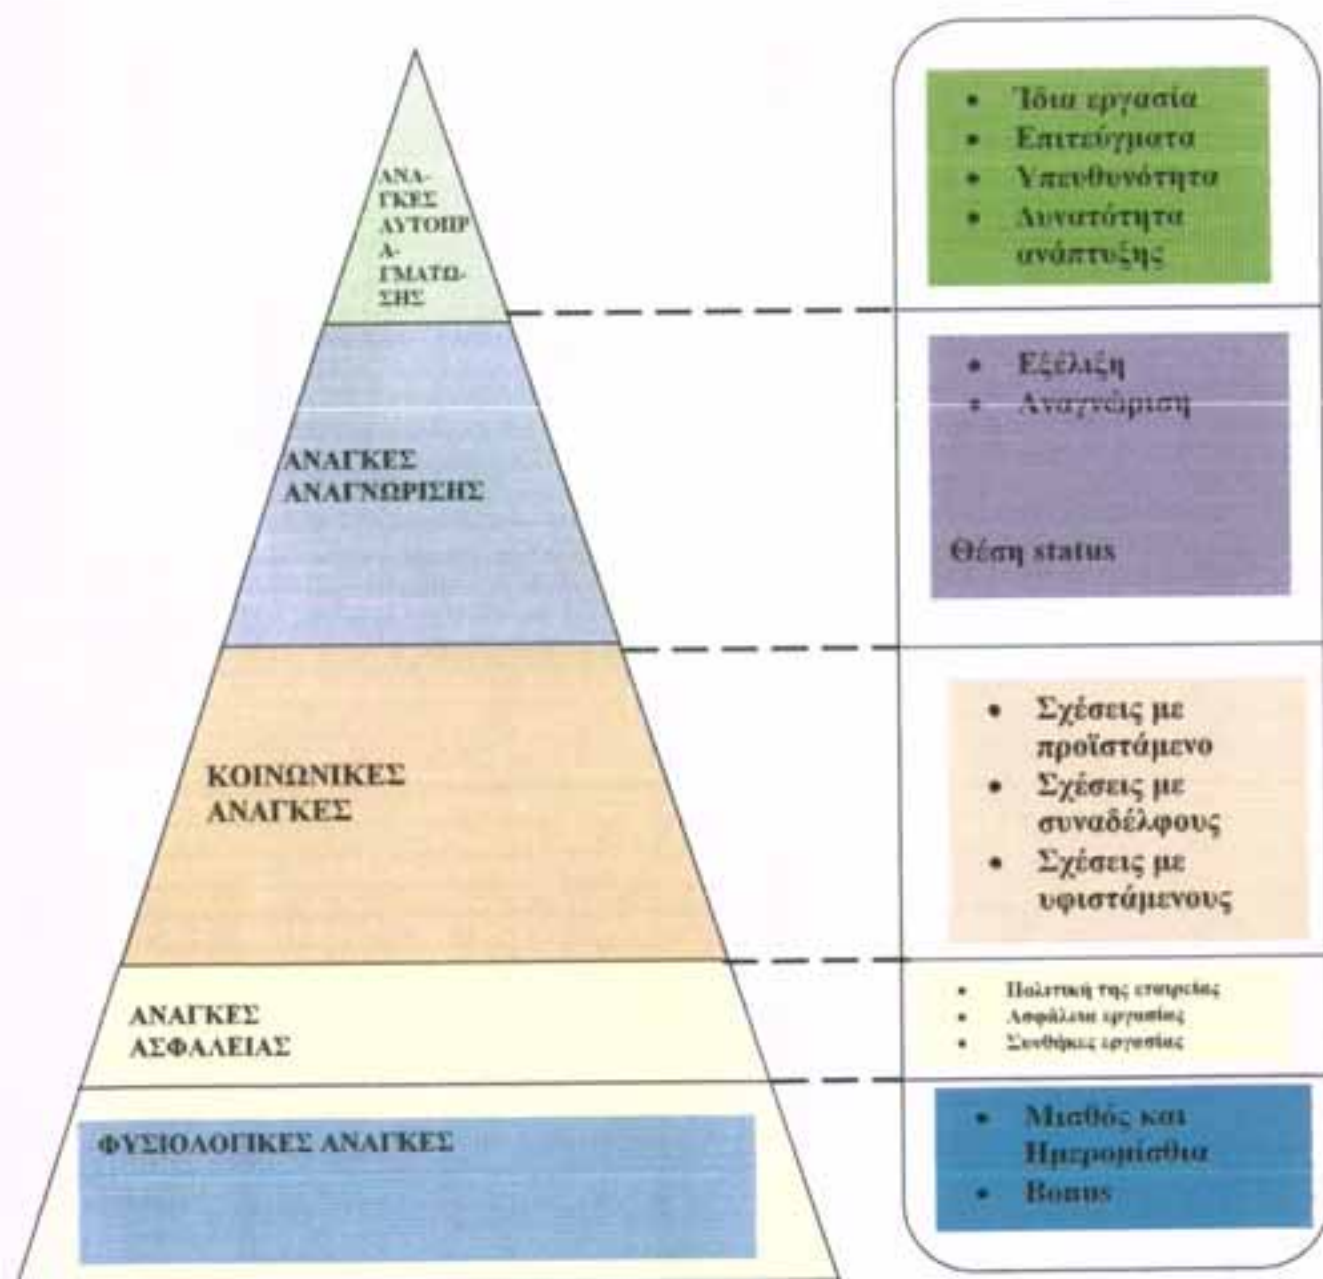 ΑΝΑ-
ΓΚΕΣ
ΑΥΤΟΠΡ
Α-
ΓΜΑΤΩ-
ΣΗΣ
• Ίδια εργασία
• Επιτεύγματα
• Υπευθυνότητα
• Δυνατότητα
ανάπτυξης
ΑΝΑΓΚΕΣ
ΑΝΑΓΝΩΡΙΣΗΣ
• Εξέλιξη
• Αναγνώριση
Θέση status
ΚΟΙΝΩΝΙΚΕΣ
ΑΝΑΓΚΕΣ
• Σχέσεις με
προϊστάμενο
• Σχέσεις με
συναδέλφους
• Σχέσεις με
υφιστάμενους
ΑΝΑΓΚΕΣ
ΑΣΦΑΛΕΙΑΣ
• Πολιτική της εταιρείας
• Ασφάλεια εργασίας
• Συνθήκες εργασίας
ΦΥΣΙΟΛΟΓΙΚΕΣ ΑΝΑΓΚΕΣ
• Μισθός και
Ημερομίσθια
• Bonus